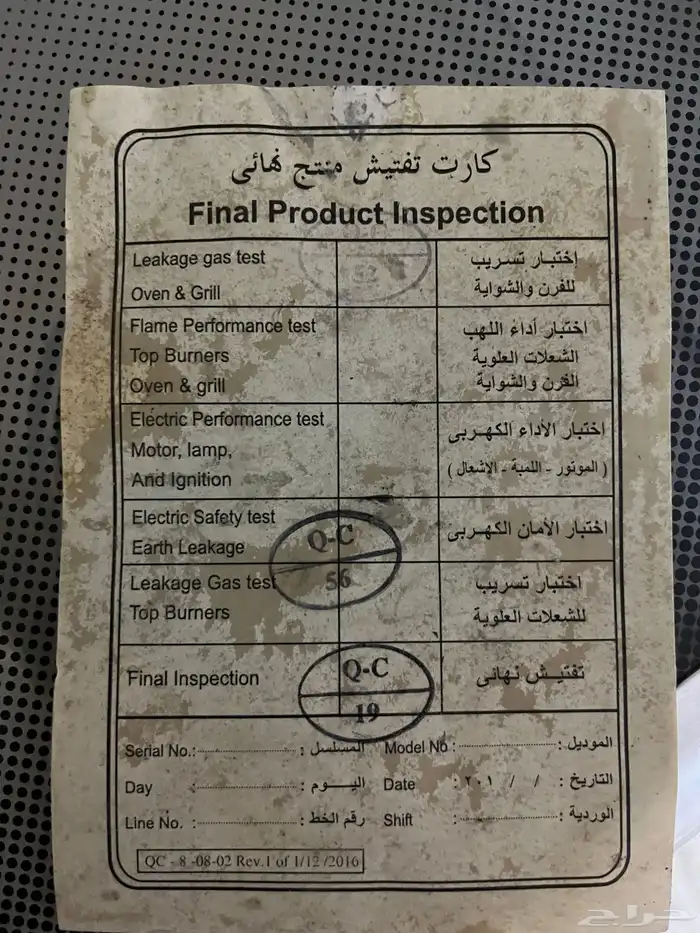 كارت تفتيش منتج نهائى
Final Product Inspection
Leakage gas test
Oven & Grill
52
اختبار تسريب
للفرن والشواية
Flame Performance test
Top Burners
Oven & grill
اختبار أداء اللهب
الشعلات العلوية
الفرن والشواية
Electric Performance test
Motor, lamp,
And Ignition
اختبار الأداء الكهربى
( الموتور - اللمبة - الاشعال )
Electric Safety test
Earth Leakage
Q-C
56
اختبار الأمان الكهربى
Leakage Gas test
Top Burners
اختبار تسريب
للشعلات العلوية
Final Inspection
Q-C
19
تفتيش نهائى
Serial No.: المسلسل : Model No : الموديل :
Day : اليوم : Date ٢٠١ / / : التاريخ :
Line No. : رقم الخط : Shift : الوردية :
QC - 8 -08-02 Rev.1 of 1/12 /2016
حراج